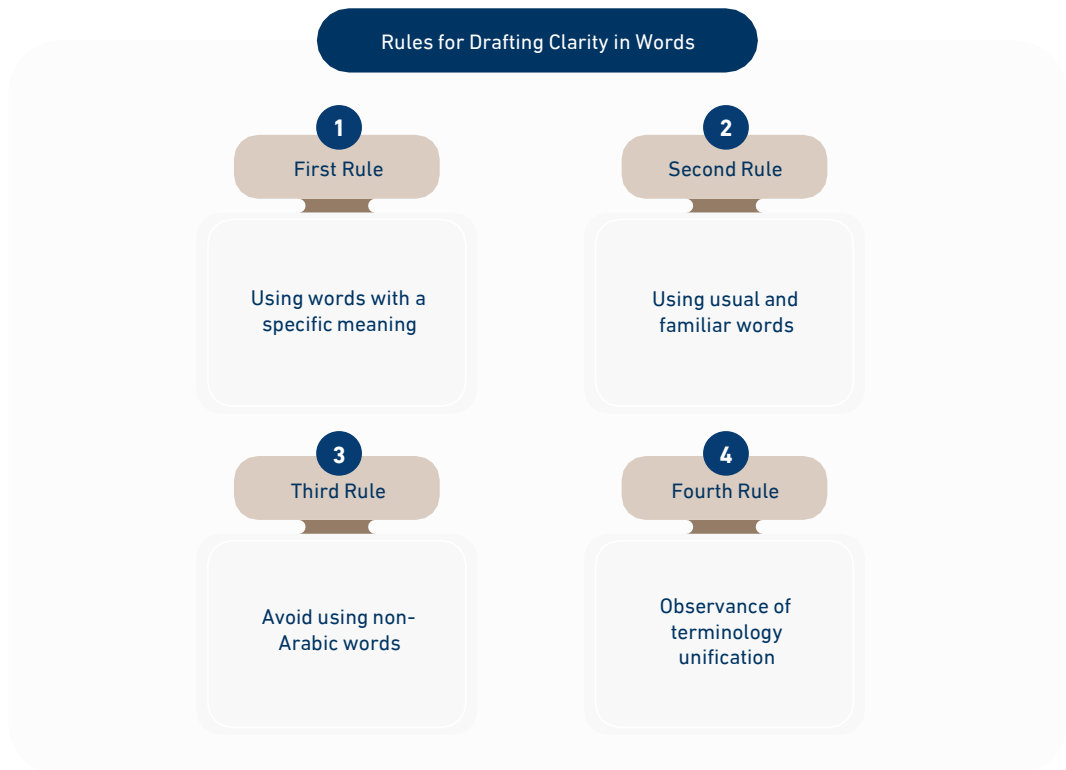 Rules for Drafting Clarity in Words
1
First Rule
Using words with a
specific meaning
2
Second Rule
Using usual and
familiar words
3
Third Rule
Avoid using non-
Arabic words
4
Fourth Rule
Observance of
terminology
unification